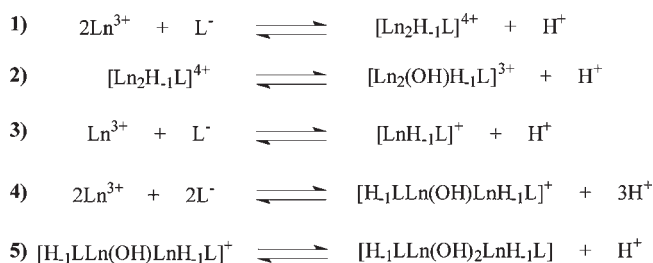 1) 2Ln³⁺ + L⁻ ⇌ [Ln₂H₋₁L]⁴⁺ + H⁺
2) [Ln₂H₋₁L]⁴⁺ ⇌ [Ln₂(OH)H₋₁L]³⁺ + H⁺
3) Ln³⁺ + L⁻ ⇌ [LnH₋₁L]⁺ + H⁺
4) 2Ln³⁺ + 2L⁻ ⇌ [H₋₁LLn(OH)LnH₋₁L]⁺ + 3H⁺
5) [H₋₁LLn(OH)LnH₋₁L]⁺ ⇌ [H₋₁LLn(OH)₂LnH₋₁L] + H⁺